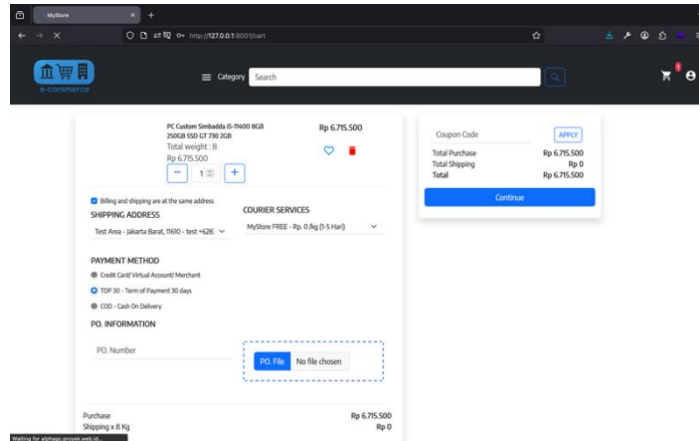 MyStore
http://127.0.0.1:8001/cart
e-commerce
Category
Search
1
PC Custom Simbadda i5-11400 8GB
250GB SSD GT 730 2GB
Rp 6.715.500
Total weight : 8
Rp 6.715.500
1
Billing and shipping are at the same address
SHIPPING ADDRESS
Test Area - Jakarta Barat, 11610 - test +628
COURIER SERVICES
MyStore FREE - Rp. 0 /kg (1-5 Hari)
PAYMENT METHOD
Credit Card/ Virtual Account/ Merchant
TOP 30 - Term of Payment 30 days
COD - Cash On Delivery
PO. INFORMATION
PO. Number
PO. File No file chosen
Purchase Rp 6.715.500
Shipping x 8 Kg Rp 0
Coupon Code APPLY
Total Purchase Rp 6.715.500
Total Shipping Rp 0
Total Rp 6.715.500
Continue